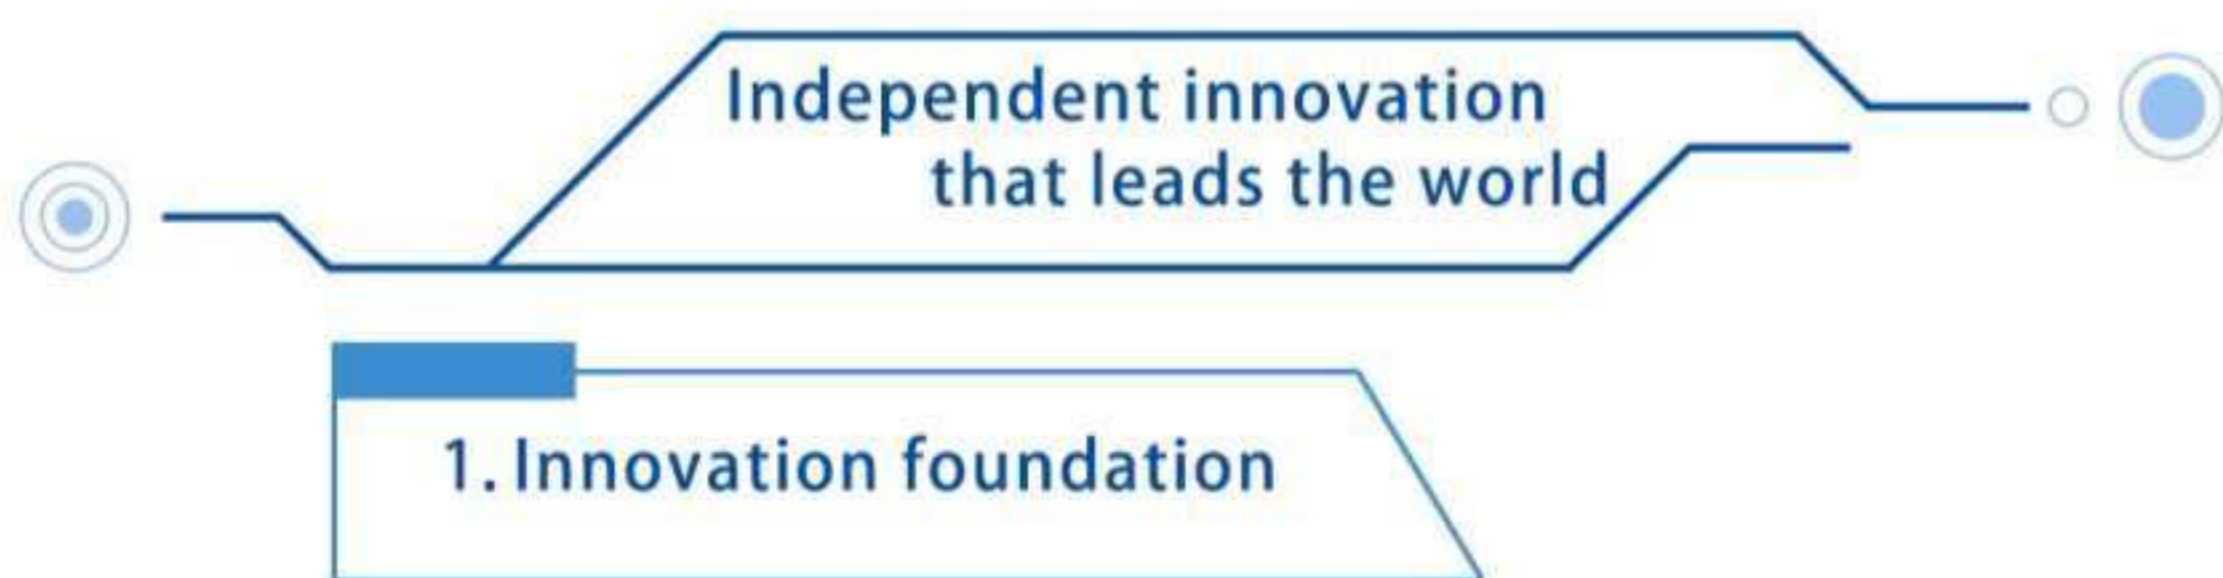 Independent innovation
that leads the world
1. Innovation foundation